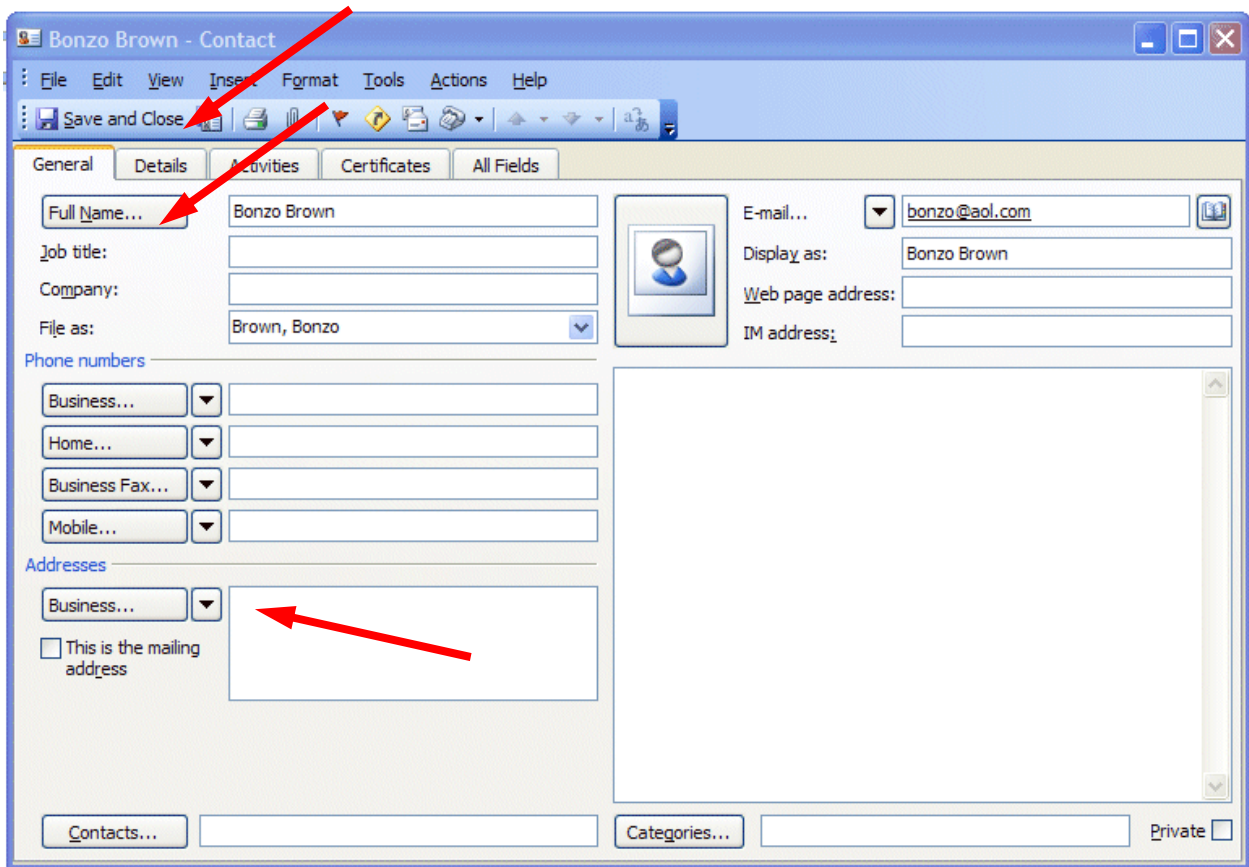 Bonzo Brown - Contact
File Edit View Insert Format Tools Actions Help
Save and Close
General Details Activities Certificates All Fields
Full Name... Bonzo Brown
Job title:
Company:
File as: Brown, Bonzo
E-mail... bonzo@aol.com
Display as: Bonzo Brown
Web page address:
IM address:
Phone numbers
Business...
Home...
Business Fax...
Mobile...
Addresses
Business...
This is the mailing
address
Contacts... Categories... Private